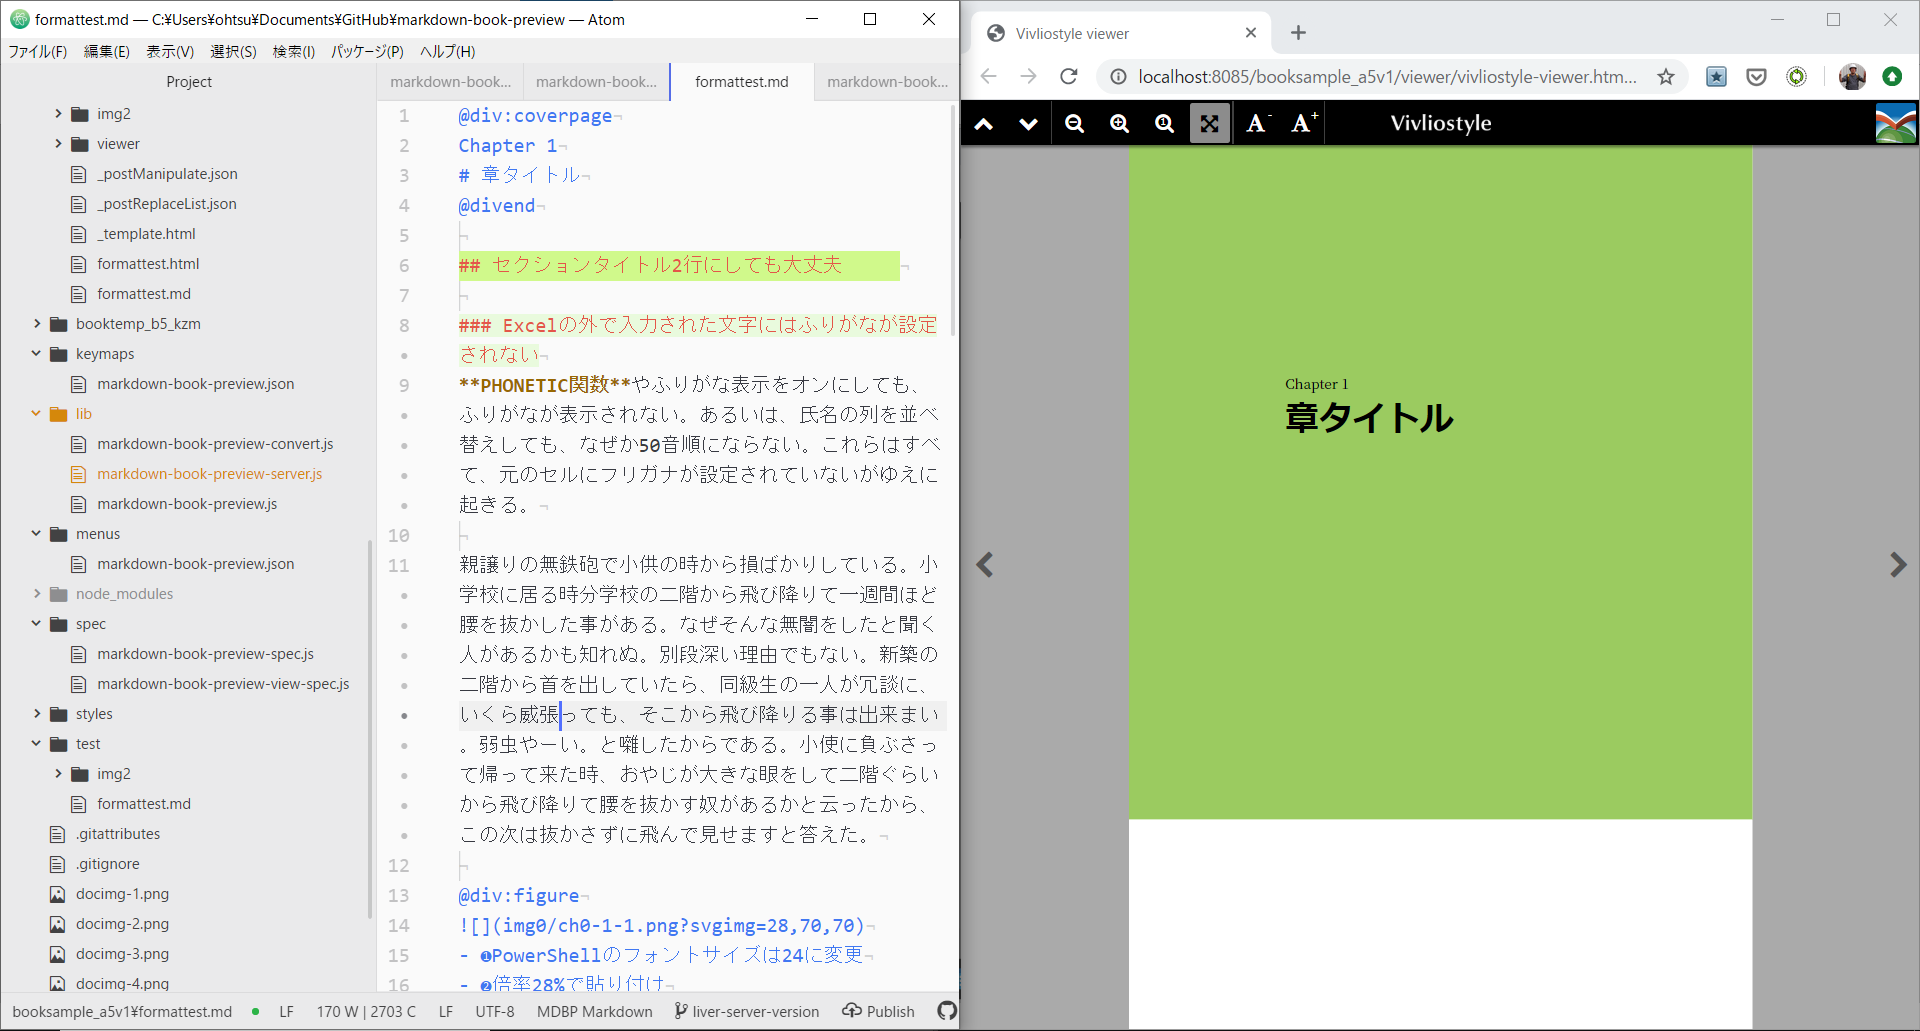 formattest.md — C:¥Users¥ohtsu¥Documents¥GitHub¥markdown-book-preview — Atom
ファイル(F) 編集(E) 表示(V) 選択(S) 検索(I) パッケージ(P) ヘルプ(H)
Project
img2
viewer
_postManipulate.json
_postReplaceList.json
_template.html
formattest.html
formattest.md
booktemp_b5_kzm
keymaps
markdown-book-preview.json
lib
markdown-book-preview-convert.js
markdown-book-preview-server.js
markdown-book-preview.js
menus
markdown-book-preview.json
node_modules
spec
markdown-book-preview-spec.js
markdown-book-preview-view-spec.js
styles
test
img2
formattest.md
.gitattributes
.gitignore
docimg-1.png
docimg-2.png
docimg-3.png
docimg-4.png
markdown-book... markdown-book... formattest.md markdown-book...
1 @div:coverpage¬
2 Chapter 1¬
3 # 章タイトル¬
4 @divend¬
5 ¬
6 ## セクションタイトル2行にしても大丈夫 ¬
7 ¬
8 ### Excelの外で入力された文字にはふりがなが設定
• されない¬
9 **PHONETIC関数**やふりがな表示をオンにしても、
• ふりがなが表示されない。あるいは、氏名の列を並べ
• 替えしても、なぜか50音順にならない。これらはすべ
• て、元のセルにフリガナが設定されていないがゆえに
• 起きる。¬
10 ¬
11 親譲りの無鉄砲で小供の時から損ばかりしている。小
• 学校に居る時分学校の二階から飛び降りて一週間ほど
• 腰を抜かした事がある。なぜそんな無闇をしたと聞く
• 人があるかも知れぬ。別段深い理由でもない。新築の
• 二階から首を出していたら、同級生の一人が冗談に、
• いくら威張っても、そこから飛び降りる事は出来まい
• 。弱虫やーい。と囃したからである。小使に負ぶさっ
• て帰って来た時、おやじが大きな眼をして二階ぐらい
• から飛び降りて腰を抜かす奴があるかと云ったから、
• この次は抜かさずに飛んで見せますと答えた。¬
12 ¬
13 @div:figure¬
14 ![](img0/ch0-1-1.png?svgimg=28,70,70)¬
15 - ❶PowerShellのフォントサイズは24に変更¬
16 - ❷倍率28%で貼り付け¬
booksample_a5v1¥formattest.md LF 170 W | 2703 C LF UTF-8 MDBP Markdown liver-server-version Publish
Vivliostyle viewer
localhost:8085/booksample_a5v1/viewer/vivliostyle-viewer.htm...
A- A+ Vivliostyle
Chapter 1
章タイトル